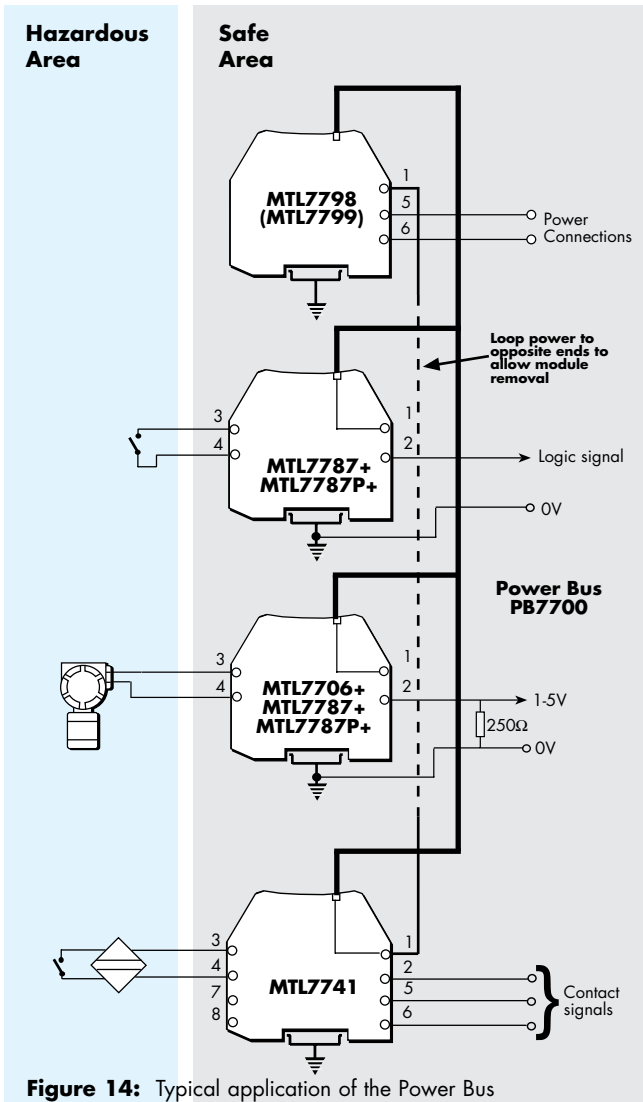 Hazardous
Area
Safe
Area
MTL7798
(MTL7799)
1
5
6
Power
Connections
Loop power to
opposite ends to
allow module
removal
3
4
1
2
MTL7787+
MTL7787P+
Logic signal
0V
Power Bus
PB7700
3
4
1
2
MTL7706+
MTL7787+
MTL7787P+
1-5V
250Ω
0V
3
4
7
8
1
2
5
6
MTL7741
Contact
signals
Figure 14: Typical application of the Power Bus